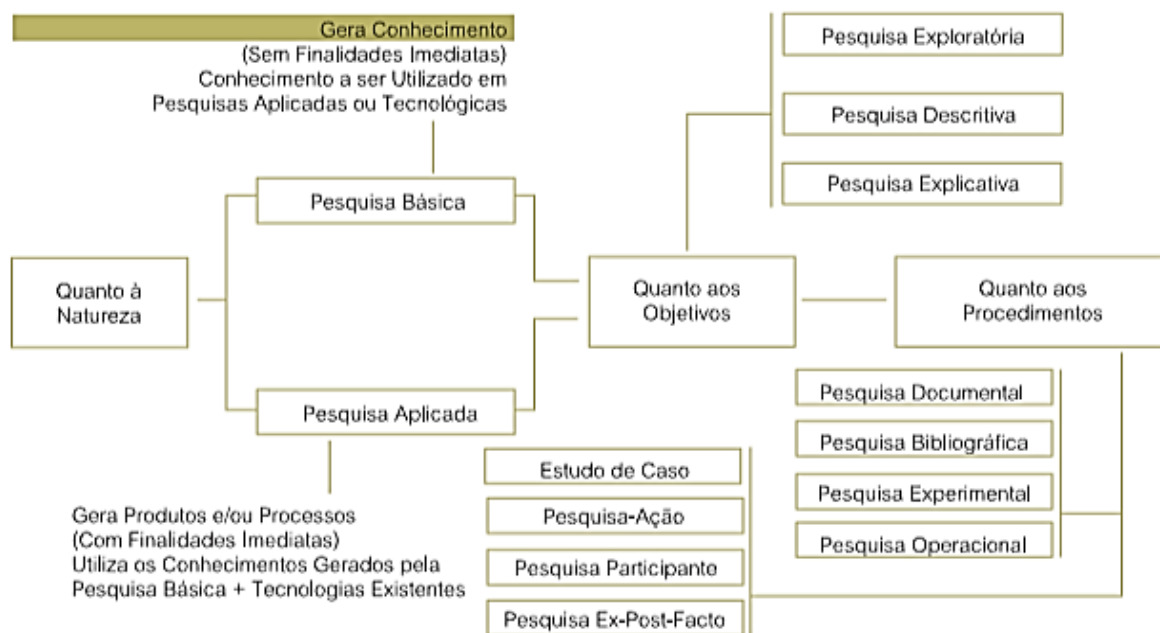 Gera Conhecimento
(Sem Finalidades Imediatas)
Conhecimento a ser Utilizado em
Pesquisas Aplicadas ou Tecnológicas
Pesquisa Exploratória
Pesquisa Descritiva
Pesquisa Explicativa
Pesquisa Básica
Quanto à
Natureza
Quanto aos
Objetivos
Quanto aos
Procedimentos
Pesquisa Aplicada
Pesquisa Documental
Pesquisa Bibliográfica
Pesquisa Experimental
Pesquisa Operacional
Estudo de Caso
Pesquisa-Ação
Pesquisa Participante
Pesquisa Ex-Post-Facto
Gera Produtos e/ou Processos
(Com Finalidades Imediatas)
Utiliza os Conhecimentos Gerados pela
Pesquisa Básica + Tecnologias Existentes